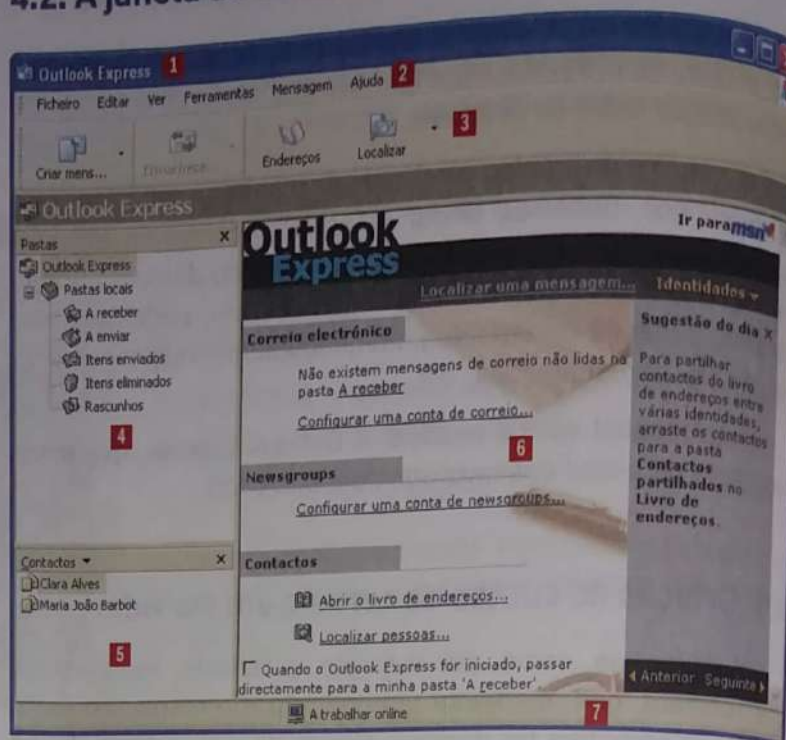 4.2. A janela
Outlook Express 1
Ficheiro Editar Ver Ferramentas Mensagem Ajuda 2
Criar mens... Endereços Localizar 3
Outlook Express
Pastas x
Outlook Express
Pastas locais
A receber
A enviar
Itens enviados
Itens eliminados
Rascunhos
4
Contactos x
Clara Alves
Maria João Barbot
5
Outlook
Express
Ir para msn
Localizar uma mensagem... Identidades
Correio electrónico
Não existem mensagens de correio não lidas na
pasta A receber
Configurar uma conta de correio...
6
Newsgroups
Configurar uma conta de newsgroups...
Contactos
Abrir o livro de endereços...
Localizar pessoas...
Quando o Outlook Express for iniciado, passar
directamente para a minha pasta 'A receber'.
Sugestão do dia x
Para partilhar
contactos do livro
de endereços entre
várias identidades,
arraste os contactos
para a pasta
Contactos
partilhados no
Livro de
endereços.
Anterior Seguinte
A trabalhar online 7